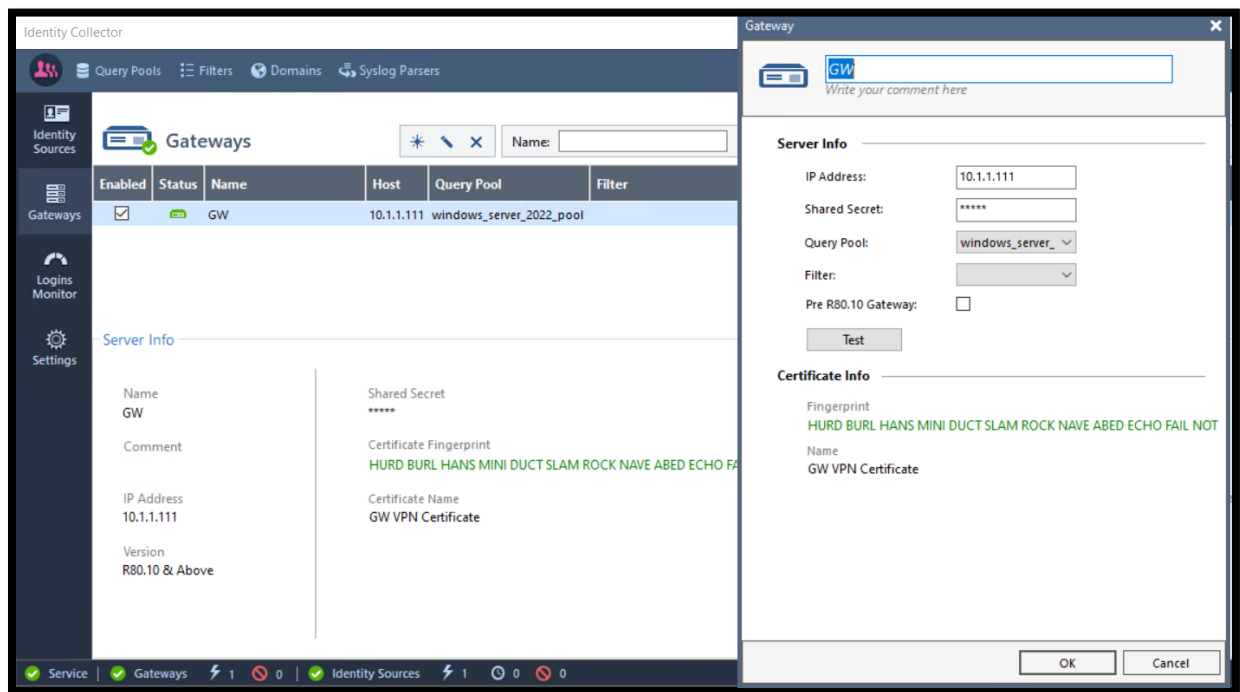 Identity Collector
Query Pools
Filters
Domains
Syslog Parsers
Identity
Sources
Gateways
Logins
Monitor
Settings
Gateways
Name:
Enabled Status Name Host Query Pool Filter
GW 10.1.1.111 windows_server_2022_pool
Server Info
Name
GW
Comment
IP Address
10.1.1.111
Version
R80.10 & Above
Shared Secret
*****
Certificate Fingerprint
HURD BURL HANS MINI DUCT SLAM ROCK NAVE ABED ECHO FA
Certificate Name
GW VPN Certificate
Service | Gateways 1 0 | Identity Sources 1 0 0
Gateway
GW
Write your comment here
Server Info
IP Address: 10.1.1.111
Shared Secret: *****
Query Pool: windows_server_
Filter:
Pre R80.10 Gateway:
Test
Certificate Info
Fingerprint
HURD BURL HANS MINI DUCT SLAM ROCK NAVE ABED ECHO FAIL NOT
Name
GW VPN Certificate
OK
Cancel